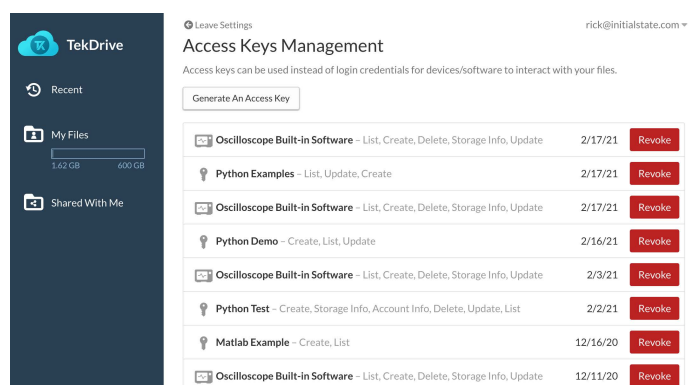 Leave Settings
rick@initialstate.com
TekDrive
Access Keys Management
Access keys can be used instead of login credentials for devices/software to interact with your files.
Recent
Generate An Access Key
My Files
1.62 GB 600 GB
Shared With Me
Oscilloscope Built-in Software – List, Create, Delete, Storage Info, Update 2/17/21 Revoke
Python Examples – List, Update, Create 2/17/21 Revoke
Oscilloscope Built-in Software – List, Create, Delete, Storage Info, Update 2/17/21 Revoke
Python Demo – Create, List, Update 2/16/21 Revoke
Oscilloscope Built-in Software – List, Create, Delete, Storage Info, Update 2/3/21 Revoke
Python Test – Create, Storage Info, Account Info, Delete, Update, List 2/2/21 Revoke
Matlab Example – Create, List 12/16/20 Revoke
Oscilloscope Built-in Software – List, Create, Delete, Storage Info, Update 12/11/20 Revoke